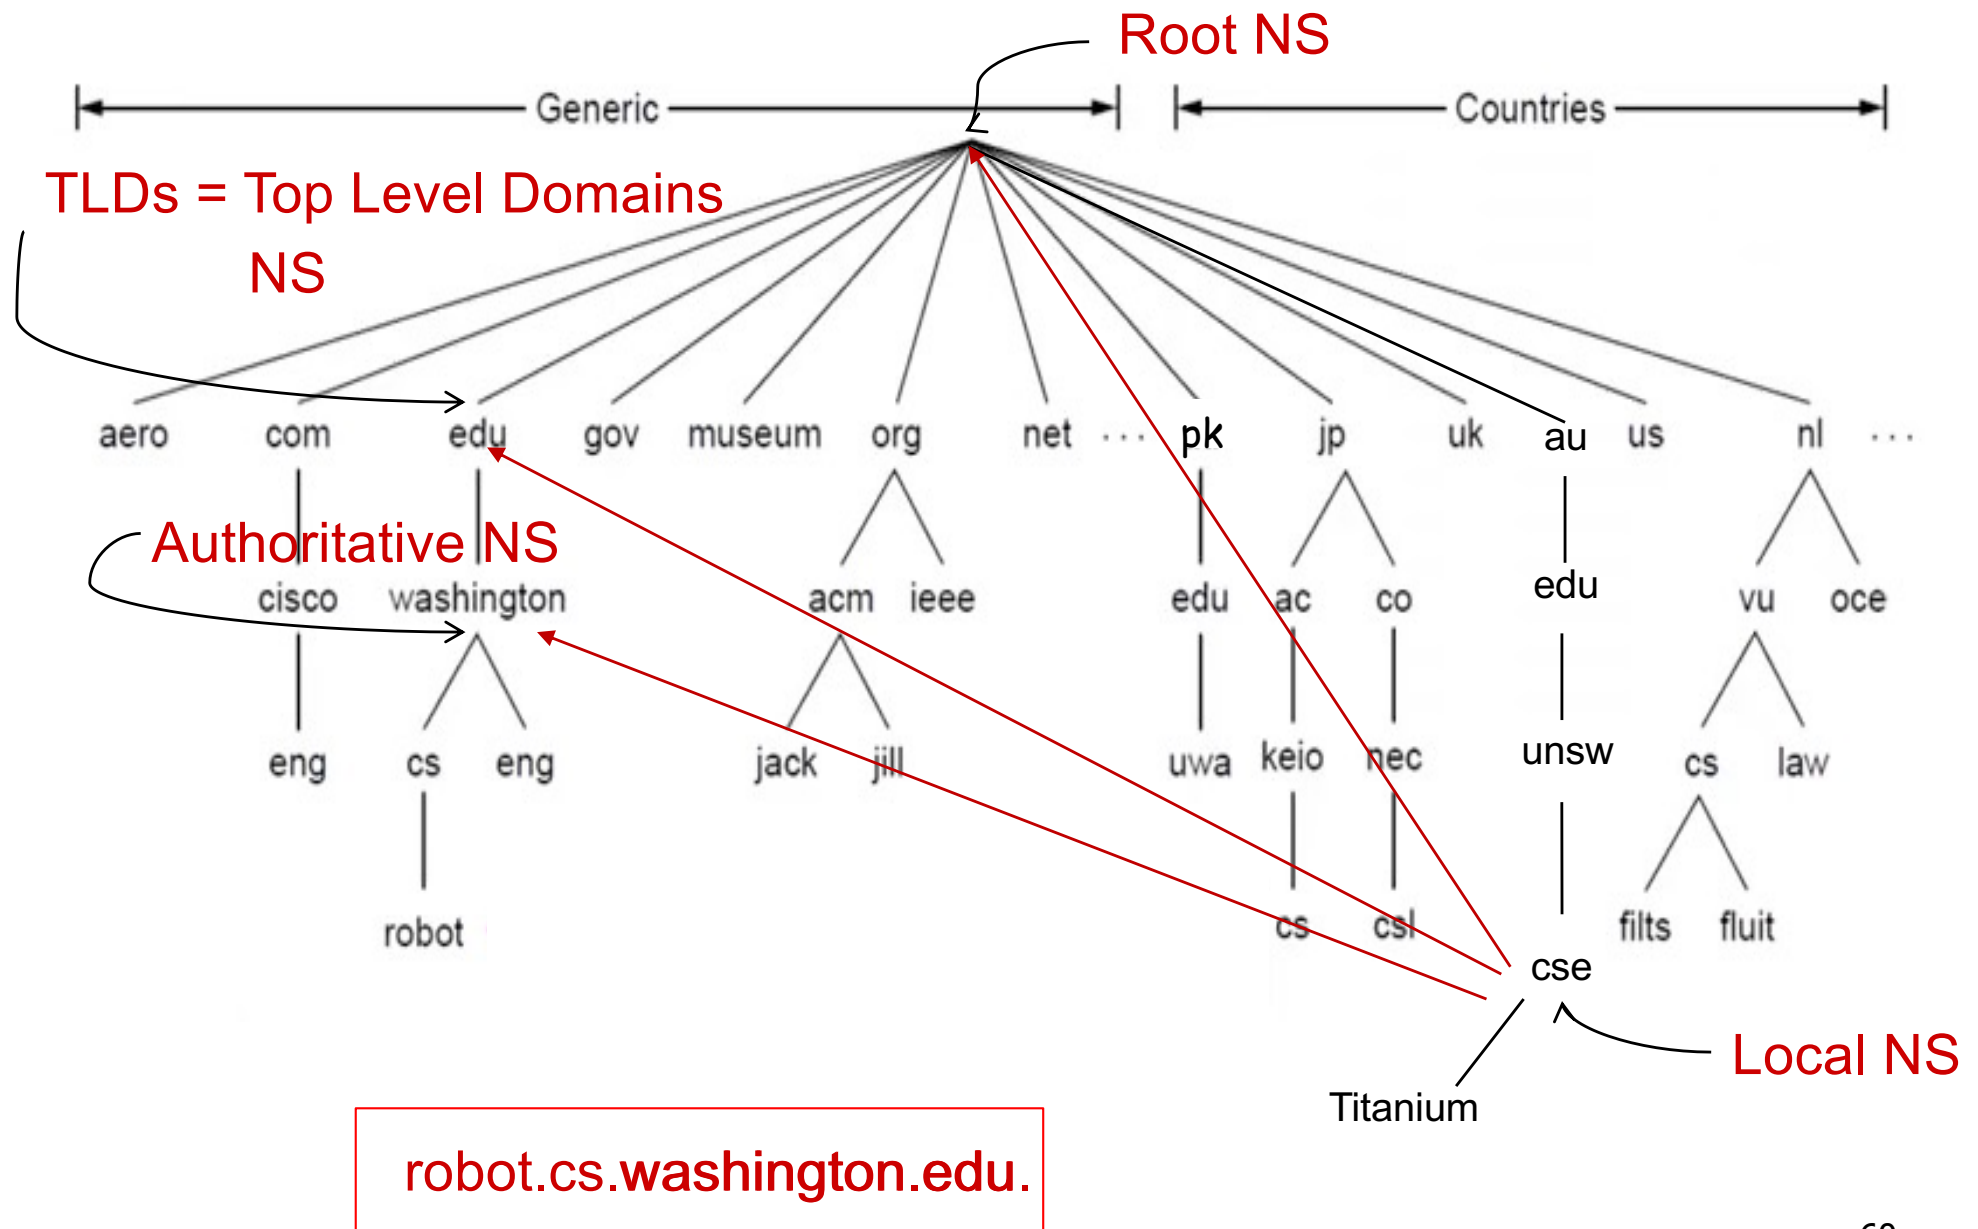 Root NS
Generic
Countries
TLDs = Top Level Domains
NS
aero com edu gov museum org net ... pk jp uk au us nl ...
Authoritative NS
cisco washington acm ieee edu ac co edu vu oce
eng cs eng jack jill uwa keio nec unsw cs law
robot cs csl filts fluit
cse
Local NS
Titanium
robot.cs.washington.edu.